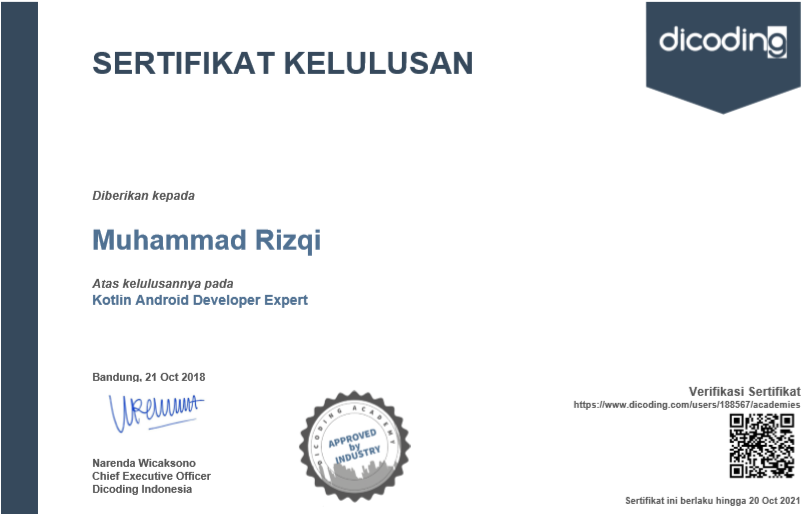 dicoding
SERTIFIKAT KELULUSAN
Diberikan kepada
Muhammad Rizqi
Atas kelulusannya pada
Kotlin Android Developer Expert
Bandung, 21 Oct 2018
Narenda Wicaksono
Chief Executive Officer
Dicoding Indonesia
DICODING ACADEMY
APPROVED
by
INDUSTRY
Verifikasi Sertifikat
https://www.dicoding.com/users/188567/academies
Sertifikat ini berlaku hingga 20 Oct 2021